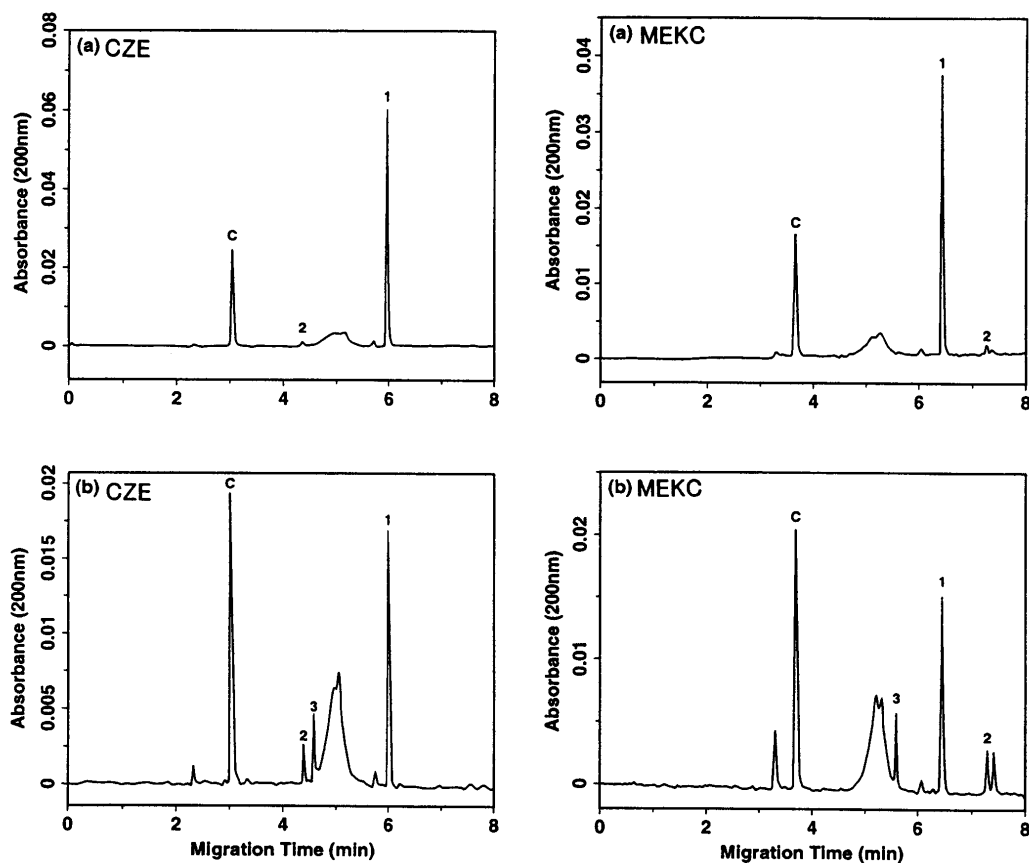 (a) CZE
Absorbance (200nm)
0.08
0.06
0.04
0.02
0
C
2
1
0 2 4 6 8
(a) MEKC
Absorbance (200nm)
0.04
0.03
0.02
0.01
0
C
1
2
0 2 4 6 8
(b) CZE
Absorbance (200nm)
0.02
0.015
0.01
0.005
0
C
2
3
1
0 2 4 6 8
Migration Time (min)
(b) MEKC
Absorbance (200nm)
0.02
0.01
0
C
3
1
2
0 2 4 6 8
Migration Time (min)